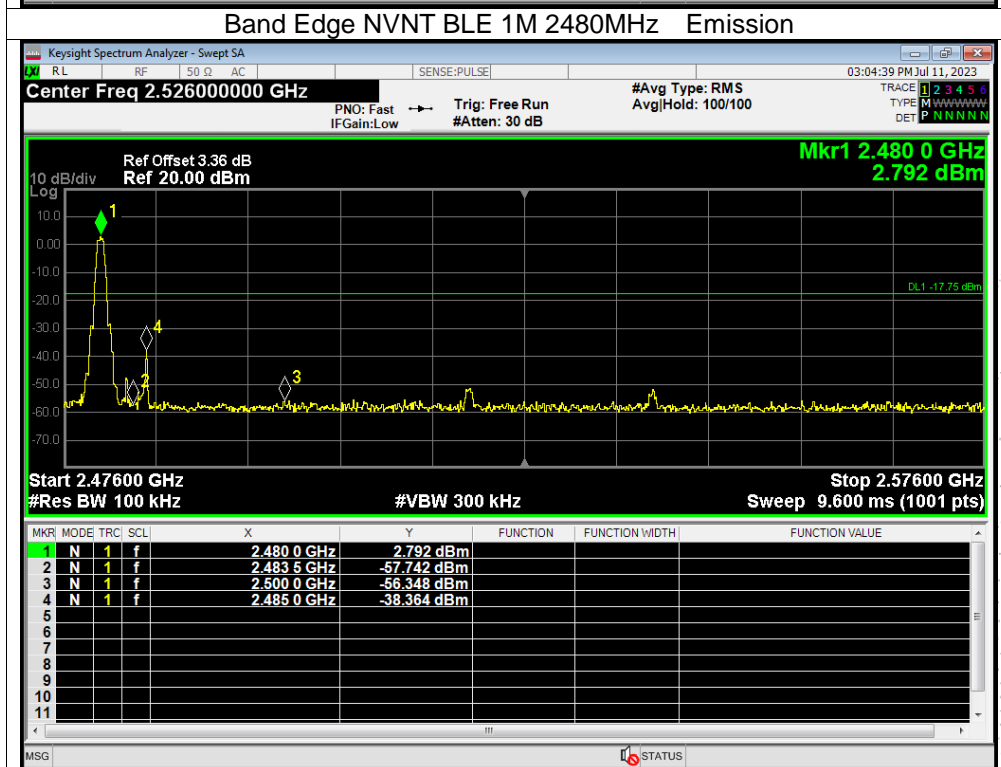 Band Edge NVNT BLE 1M 2480MHz Emission
Keysight Spectrum Analyzer - Swept SA
LXI RL RF 50 Ω AC SENSE:PULSE 03:04:39 PM Jul 11, 2023
Center Freq 2.526000000 GHz #Avg Type: RMS TRACE 1 2 3 4 5 6
PNO: Fast Trig: Free Run Avg|Hold: 100/100 TYPE M WWWWW
IFGain:Low #Atten: 30 dB DET P N N N N N
Mkr1 2.480 0 GHz
Ref Offset 3.36 dB
10 dB/div Ref 20.00 dBm 2.792 dBm
Log
10.0
1
0.00
-10.0
DL1 -17.75 dBm
-20.0
-30.0
4
-40.0
-50.0
2
3
-60.0
-70.0
Start 2.47600 GHz Stop 2.57600 GHz
#Res BW 100 kHz #VBW 300 kHz Sweep 9.600 ms (1001 pts)
MKR MODE TRC SCL X Y FUNCTION FUNCTION WIDTH FUNCTION VALUE
1 N 1 f 2.480 0 GHz 2.792 dBm
2 N 1 f 2.483 5 GHz -57.742 dBm
3 N 1 f 2.500 0 GHz -56.348 dBm
4 N 1 f 2.485 0 GHz -38.364 dBm
5
6
7
8
9
10
11
MSG STATUS